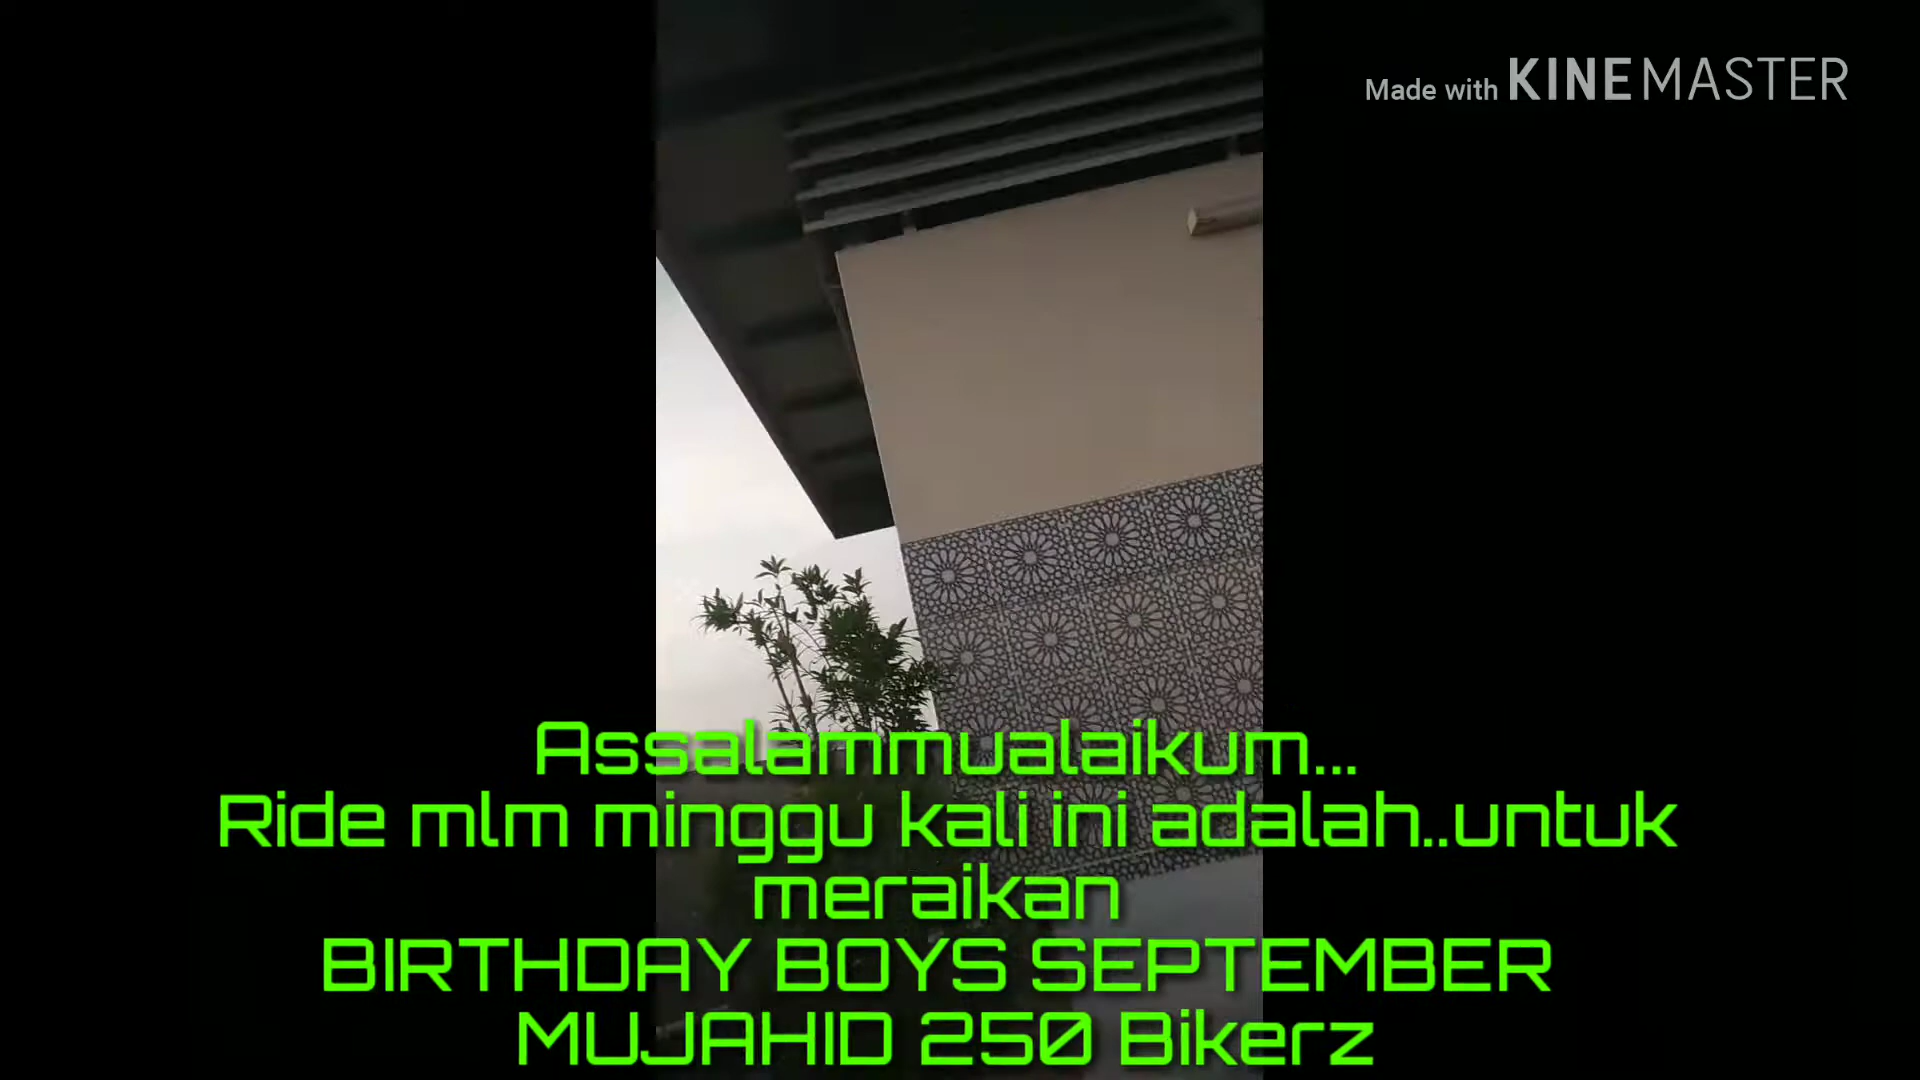 Made with KINEMASTER
Assalammualaikum...
Ride mlm minggu kali ini adalah..untuk
meraikan
BIRTHDAY BOYS SEPTEMBER
MUJAHID 250 Bikerz